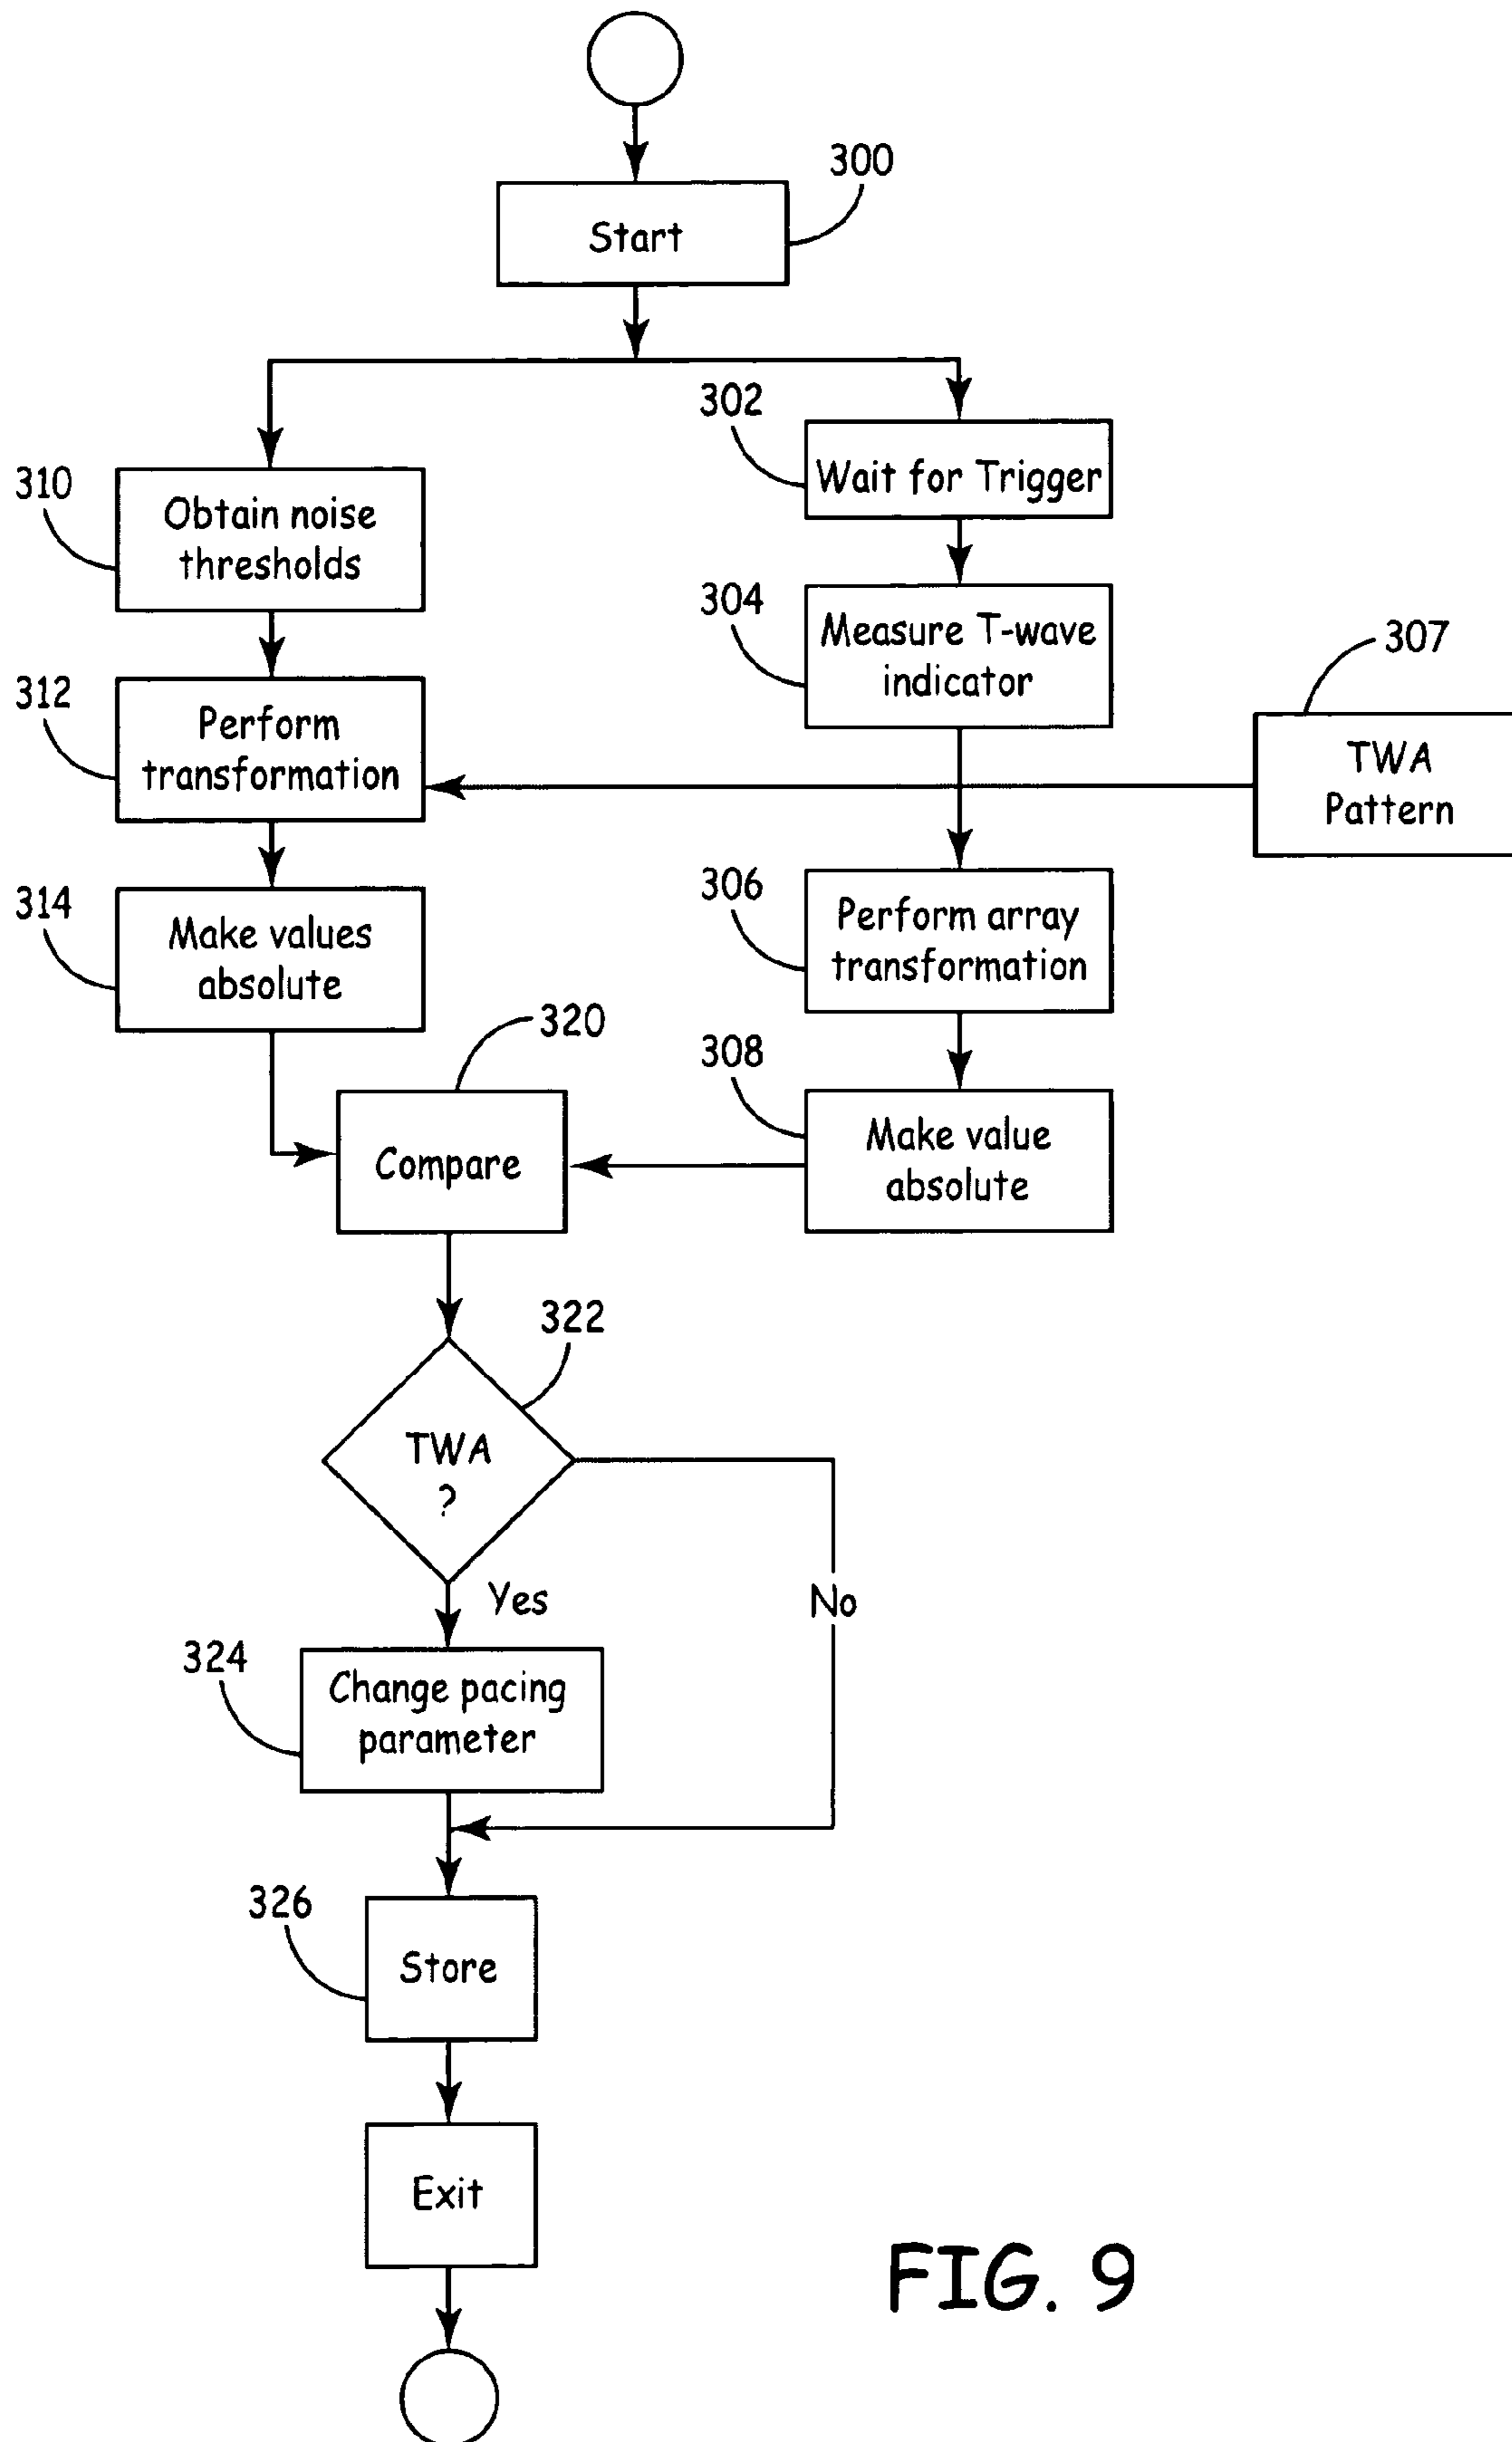 300
Start
302
Wait for Trigger
310
Obtain noise
thresholds
304
Measure T-wave
indicator
307
TWA
Pattern
312
Perform
transformation
306
Perform array
transformation
314
Make values
absolute
320
Compare
308
Make value
absolute
322
TWA
?
Yes
No
324
Change pacing
parameter
326
Store
Exit
FIG. 9